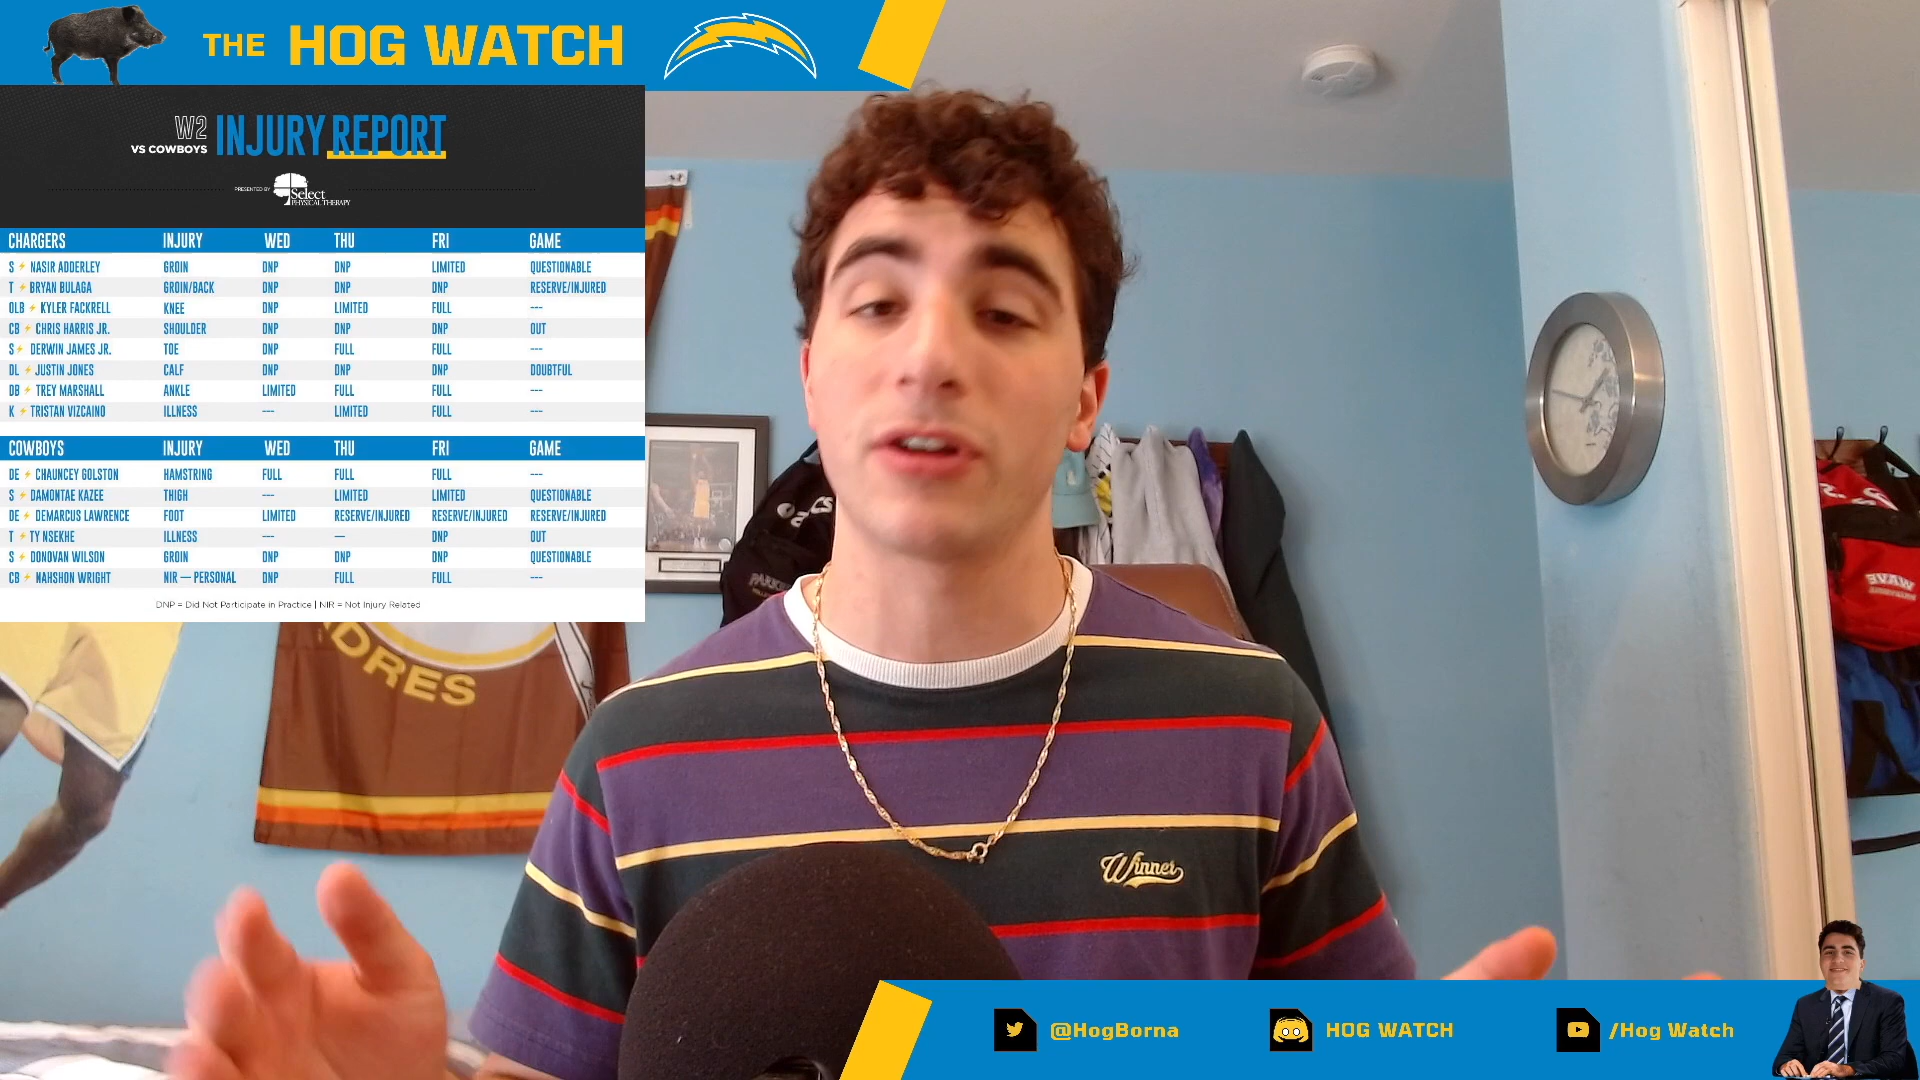 THE HOG WATCH
W2
VS COWBOYS
INJURY REPORT
PRESENTED BY
Select
PHYSICAL THERAPY
CHARGERS INJURY WED THU FRI GAME
S NASIR ADDERLEY GROIN DNP DNP LIMITED QUESTIONABLE
T BRYAN BULAGA GROIN/BACK DNP DNP DNP RESERVE/INJURED
OLB KYLER FACKRELL KNEE DNP LIMITED FULL ---
CB CHRIS HARRIS JR. SHOULDER DNP DNP DNP OUT
S DERWIN JAMES JR. TOE DNP FULL FULL ---
DL JUSTIN JONES CALF DNP DNP DNP DOUBTFUL
DB TREY MARSHALL ANKLE LIMITED FULL FULL ---
K TRISTAN VIZCAINO ILLNESS --- LIMITED FULL ---
COWBOYS INJURY WED THU FRI GAME
DE CHAUNCEY GOLSTON HAMSTRING FULL FULL FULL ---
S DAMONTAE KAZEE THIGH --- LIMITED LIMITED QUESTIONABLE
DE DEMARCUS LAWRENCE FOOT LIMITED RESERVE/INJURED RESERVE/INJURED RESERVE/INJURED
T TY NSEKHE ILLNESS --- — DNP OUT
S DONOVAN WILSON GROIN DNP DNP DNP QUESTIONABLE
CB NAHSHON WRIGHT NIR — PERSONAL DNP FULL FULL ---
DNP = Did Not Participate in Practice | NIR = Not Injury Related
DRES
Winner
WAVE
@HogBorna
HOG WATCH
/Hog Watch